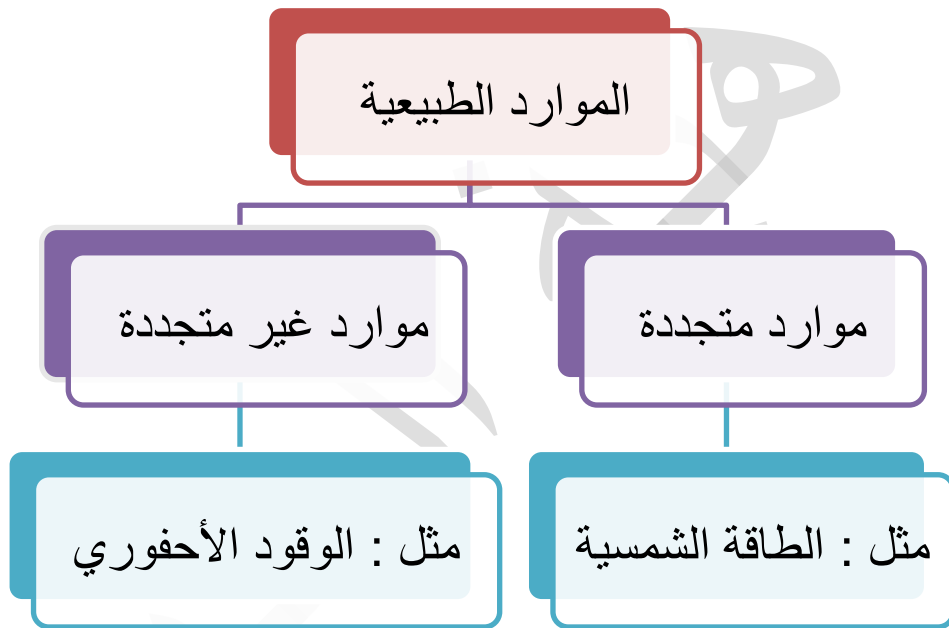 الموارد الطبيعية
موارد متجددة
موارد غير متجددة
مثل : الطاقة الشمسية
مثل : الوقود الأحفوري